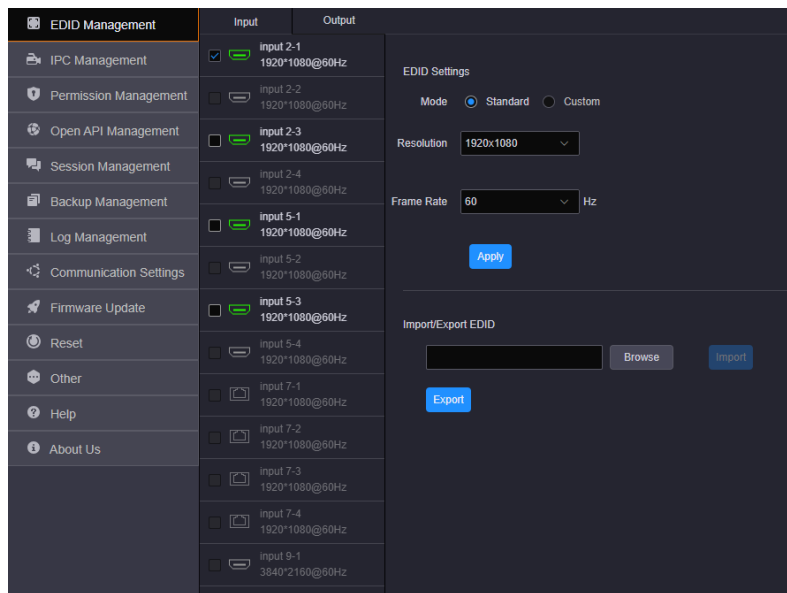 EDID Management
IPC Management
Permission Management
Open API Management
Session Management
Backup Management
Log Management
Communication Settings
Firmware Update
Reset
Other
Help
About Us
Input
Output
input 2-1
1920*1080@60Hz
input 2-2
1920*1080@60Hz
input 2-3
1920*1080@60Hz
input 2-4
1920*1080@60Hz
input 5-1
1920*1080@60Hz
input 5-2
1920*1080@60Hz
input 5-3
1920*1080@60Hz
input 5-4
1920*1080@60Hz
input 7-1
1920*1080@60Hz
input 7-2
1920*1080@60Hz
input 7-3
1920*1080@60Hz
input 7-4
1920*1080@60Hz
input 9-1
3840*2160@60Hz
EDID Settings
Mode Standard Custom
Resolution 1920x1080
Frame Rate 60 Hz
Apply
Import/Export EDID
Browse Import
Export